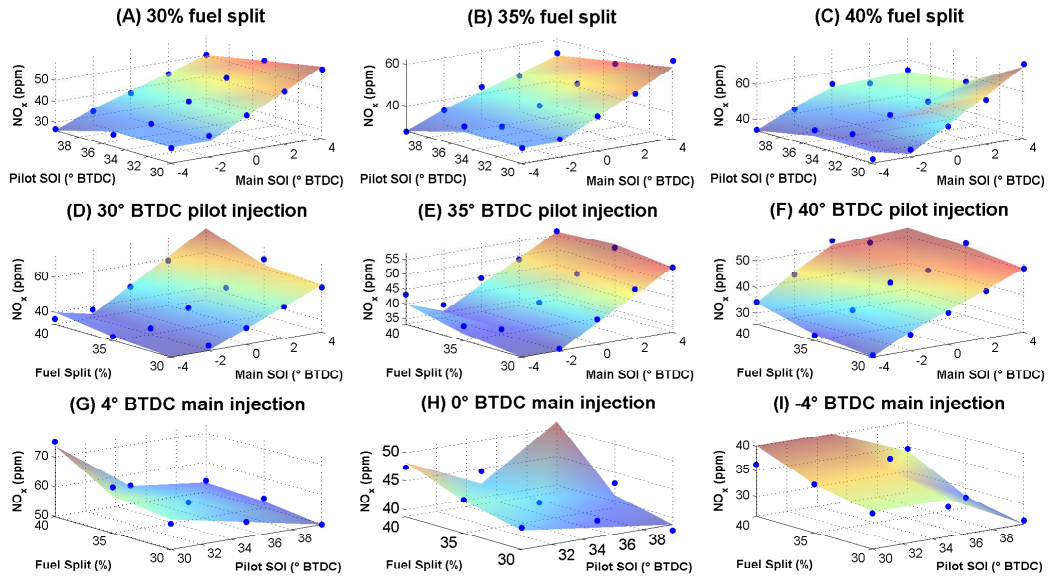 (A) 30% fuel split
(B) 35% fuel split
(C) 40% fuel split
NOx (ppm)
50
40
30
38
36
34
32
30
-4
-2
0
2
4
Pilot SOI (° BTDC)
Main SOI (° BTDC)
NOx (ppm)
60
40
38
36
34
32
30
-4
-2
0
2
4
Pilot SOI (° BTDC)
Main SOI (° BTDC)
NOx (ppm)
60
40
38
36
34
32
30
-4
-2
0
2
4
Pilot SOI (° BTDC)
Main SOI (° BTDC)
(D) 30° BTDC pilot injection
(E) 35° BTDC pilot injection
(F) 40° BTDC pilot injection
NOx (ppm)
60
40
40
35
30
-4
-2
0
2
4
Fuel Split (%)
Main SOI (° BTDC)
NOx (ppm)
55
50
45
40
35
40
35
30
-4
-2
0
2
4
Fuel Split (%)
Main SOI (° BTDC)
NOx (ppm)
50
40
30
40
35
30
-4
-2
0
2
4
Fuel Split (%)
Main SOI (° BTDC)
(G) 4° BTDC main injection
(H) 0° BTDC main injection
(I) -4° BTDC main injection
NOx (ppm)
70
60
50
40
35
30
30
32
34
36
38
Fuel Split (%)
Pilot SOI (° BTDC)
NOx (ppm)
50
45
40
40
35
30
32
34
36
38
Fuel Split (%)
Pilot SOI (° BTDC)
NOx (ppm)
40
35
30
40
35
30
30
32
34
36
38
Fuel Split (%)
Pilot SOI (° BTDC)